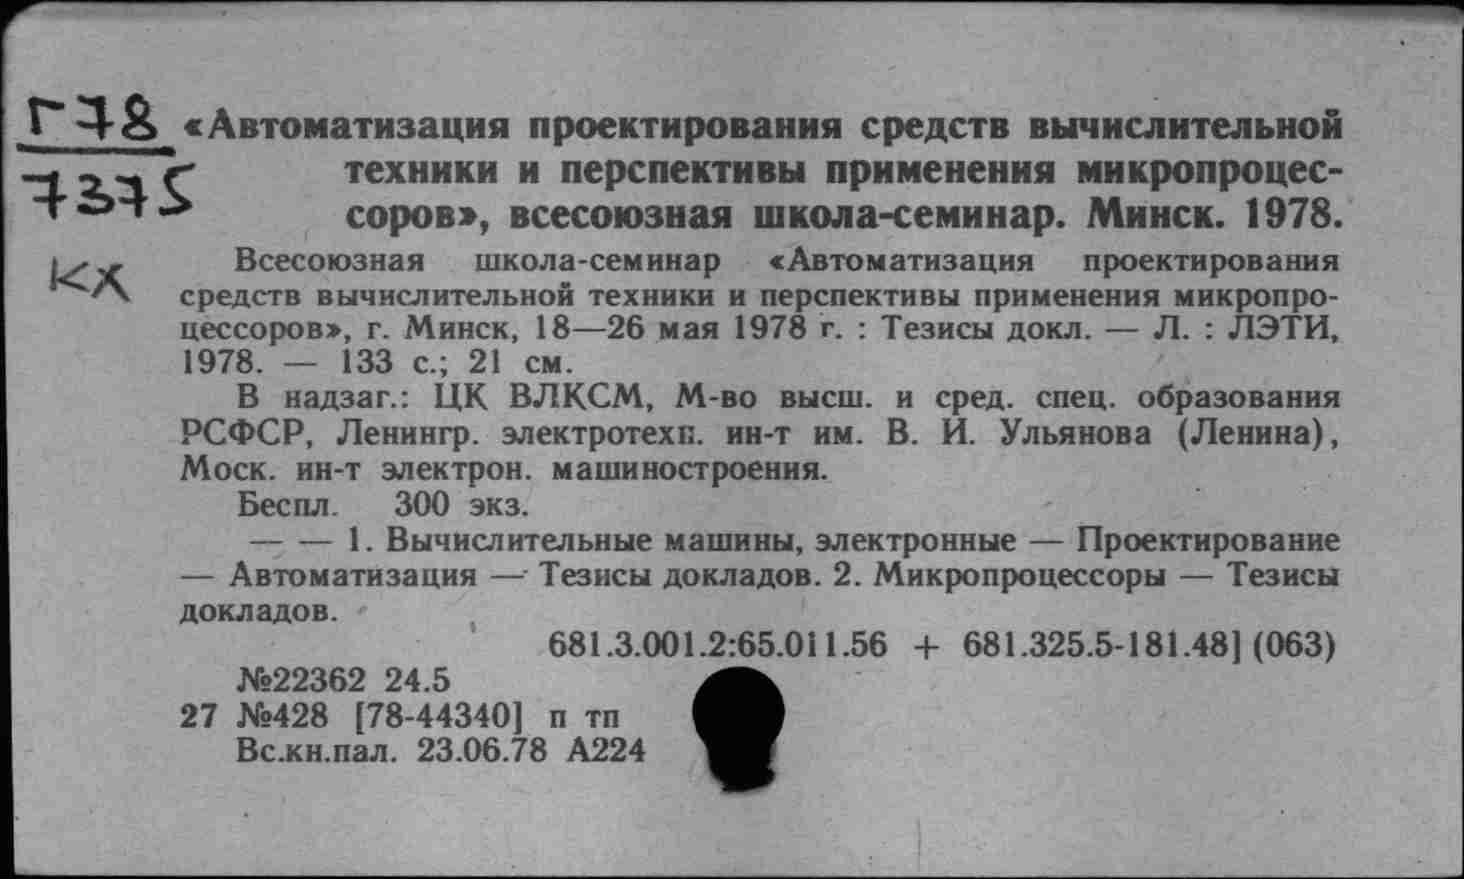 Г78
7375
кх
«Автоматизация проектирования средств вычислительной
техники и перспективы применения микропроцес-
соров», всесоюзная школа-семинар. Минск. 1978.
Всесоюзная школа-семинар «Автоматизация проектирования
средств вычислительной техники и перспективы применения микропро-
цессоров», г. Минск, 18—26 мая 1978 г. : Тезисы докл. — Л. : ЛЭТИ,
1978. — 133 с.; 21 см.
В надзаг.: ЦК ВЛКСМ, М-во высш. и сред. спец. образования
РСФСР, Ленингр. электротехн. ин-т им. В. И. Ульянова (Ленина),
Моск. ин-т электрон. машиностроения.
Беспл. 300 экз.
— — 1. Вычислительные машины, электронные — Проектирование
— Автоматизация — Тезисы докладов. 2. Микропроцессоры — Тезисы
докладов.
681.3.001.2:65.011.56 + 681.325.5-181.48] (063)
№22362 24.5
27 №428 [78-44340] п тп
Вс.кн.пал. 23.06.78 А224